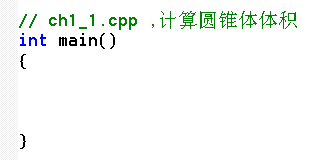 // ch1_1.cpp ,计算圆锥体体积
int main()
{
}